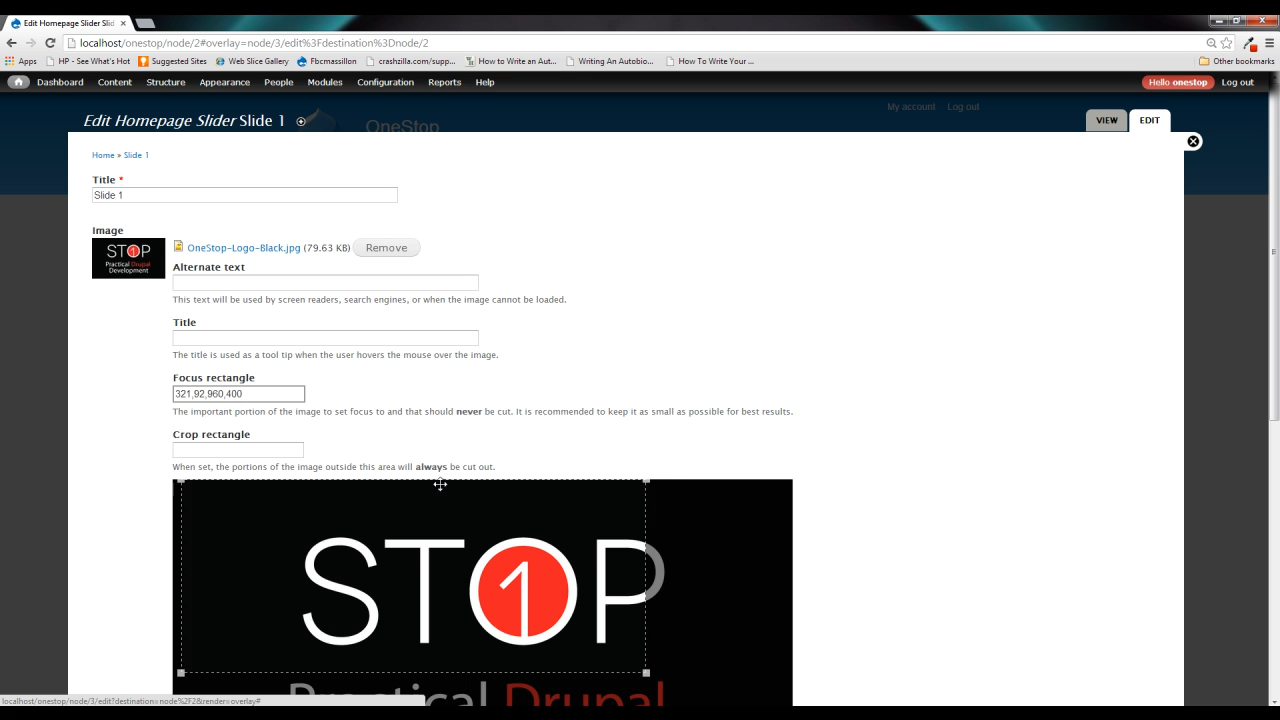 Edit Homepage Slider Slid
localhost/onestop/node/2#overlay=node/3/edit%3Fdestination%3Dnode/2
Apps HP - See What's Hot Suggested Sites Web Slice Gallery Fbcmassillon crashzilla.com/supp... How to Write an Aut... Writing An Autobio... How To Write Your ... Other bookmarks
Dashboard Content Structure Appearance People Modules Configuration Reports Help Hello onestop Log out
My account Log out
Edit Homepage Slider Slide 1 OneStop VIEW EDIT
Home » Slide 1
Title *
Slide 1
Image
STOP 1
Practical Drupal
Development
OneStop-Logo-Black.jpg (79.63 KB) Remove
Alternate text
This text will be used by screen readers, search engines, or when the image cannot be loaded.
Title
The title is used as a tool tip when the user hovers the mouse over the image.
Focus rectangle
321,92,960,400
The important portion of the image to set focus to and that should never be cut. It is recommended to keep it as small as possible for best results.
Crop rectangle
When set, the portions of the image outside this area will always be cut out.
STOP 1
Practical Drupal
localhost/onestop/node/3/edit?destination=node%2F2&render=overlay#